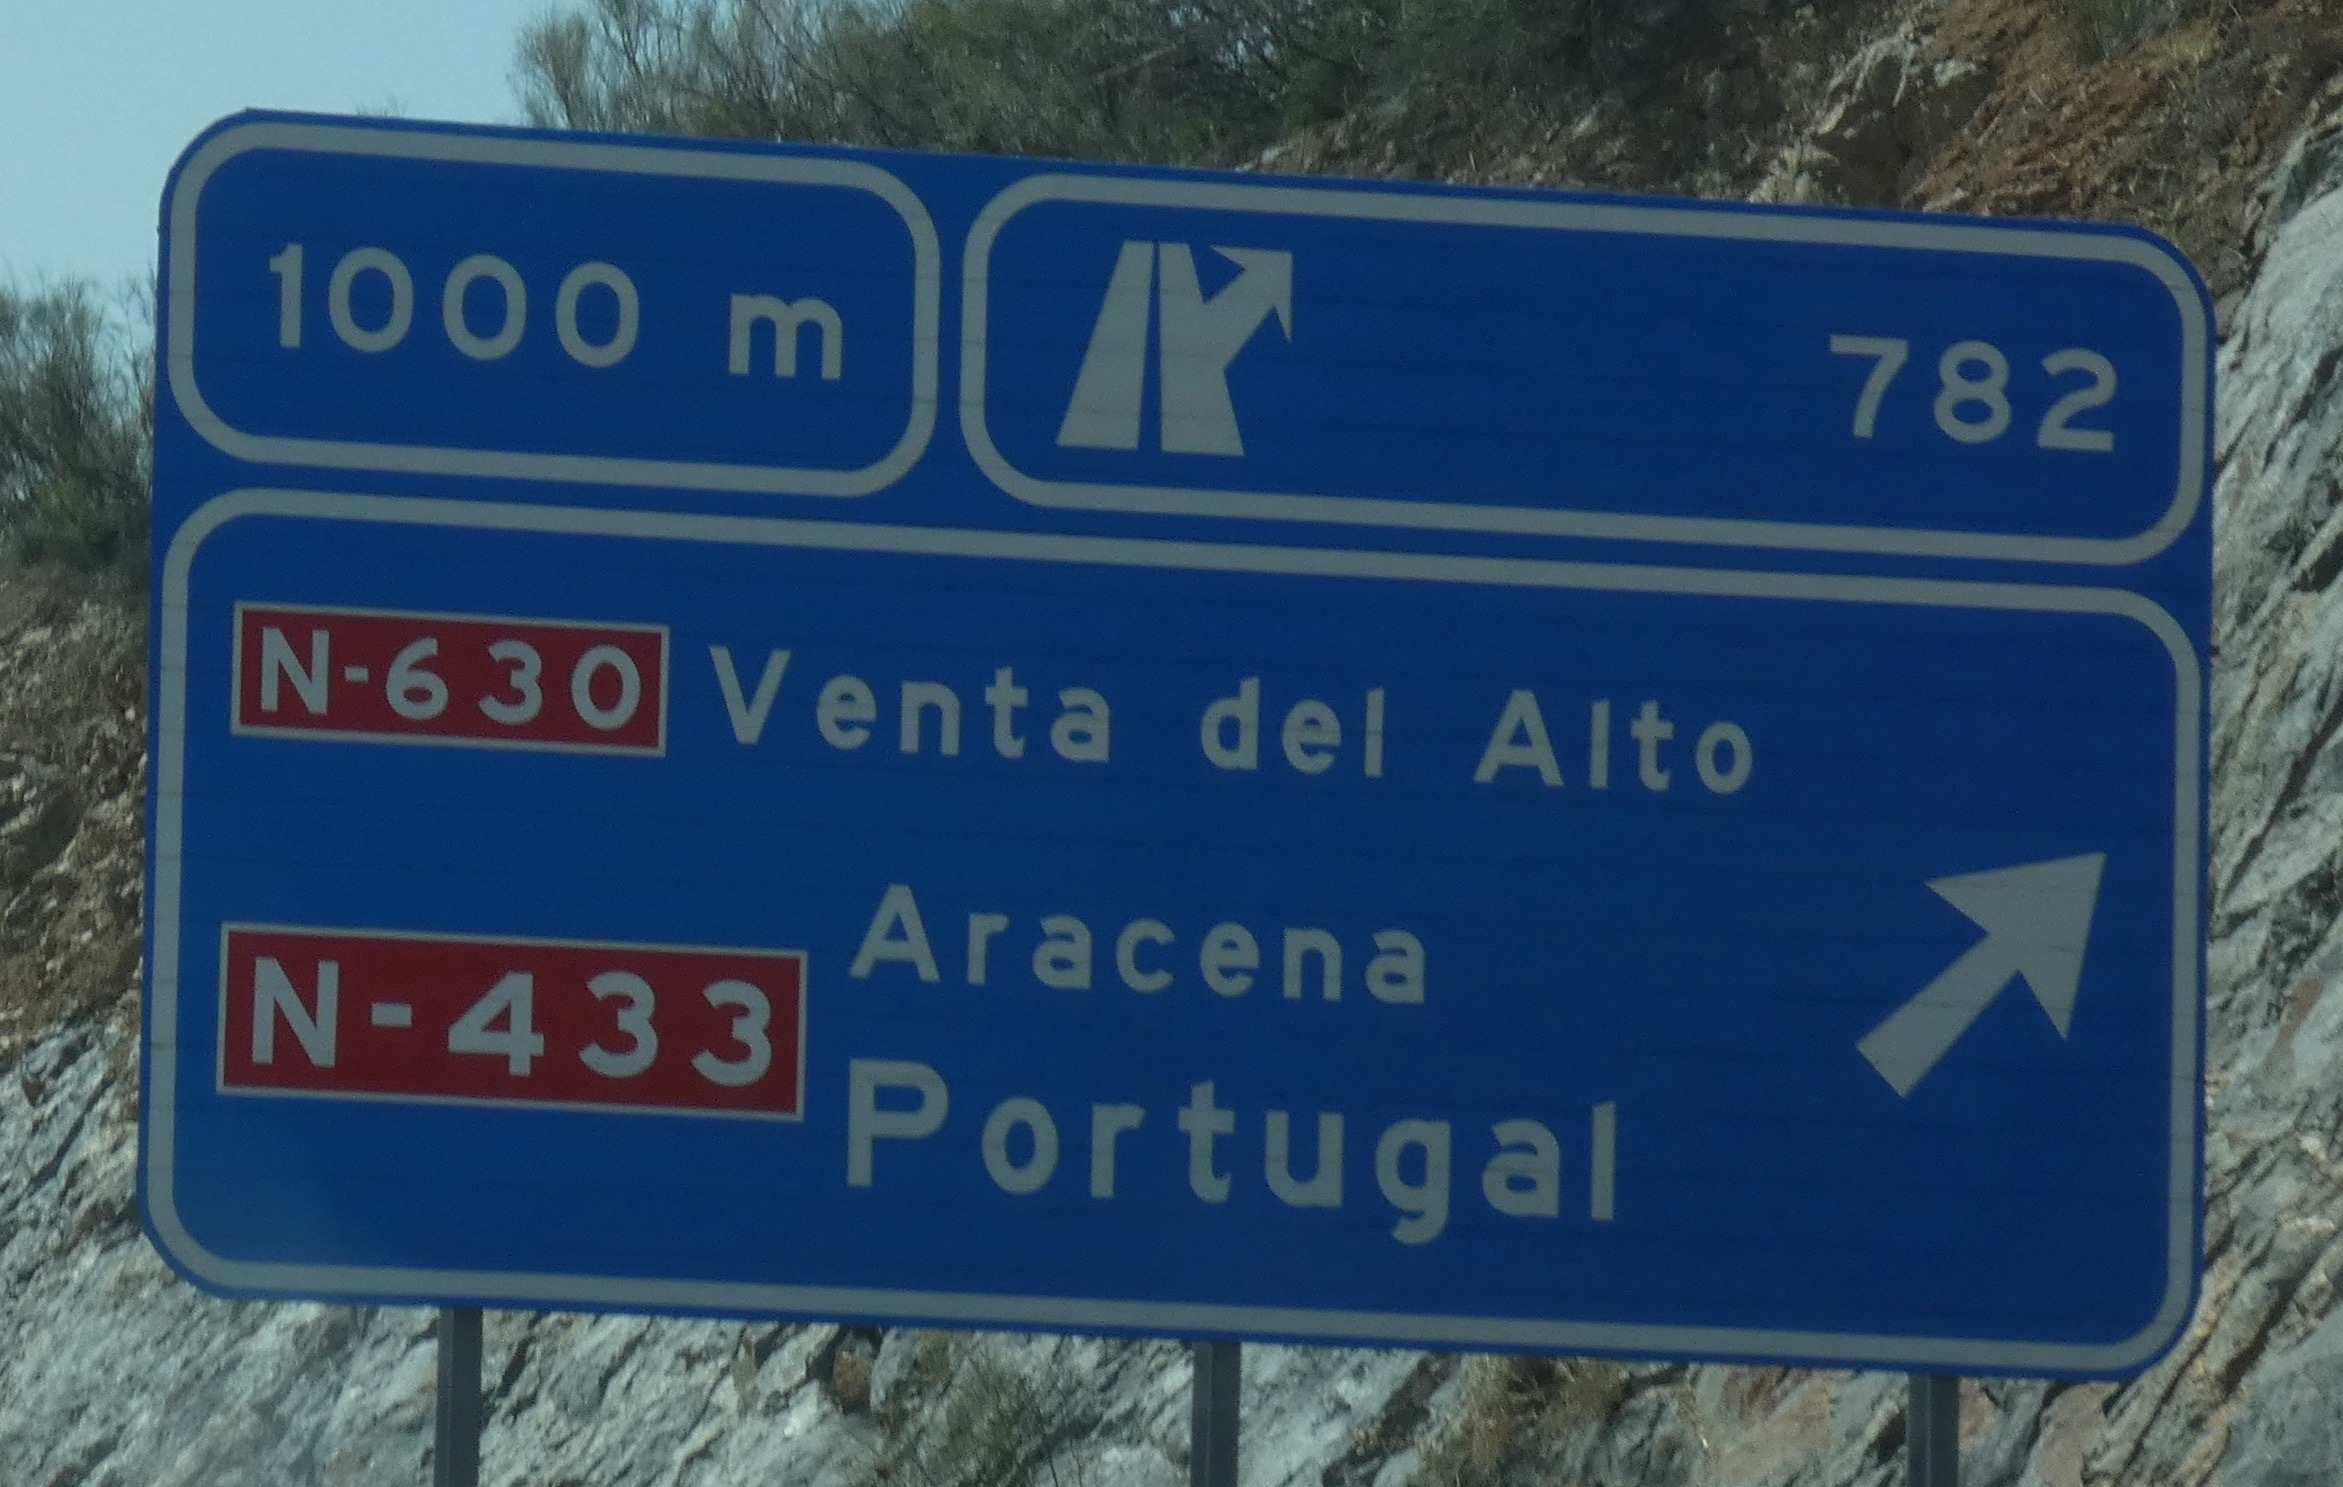 1000 m
782
N-630 Venta del Alto
N-433 Aracena
Portugal